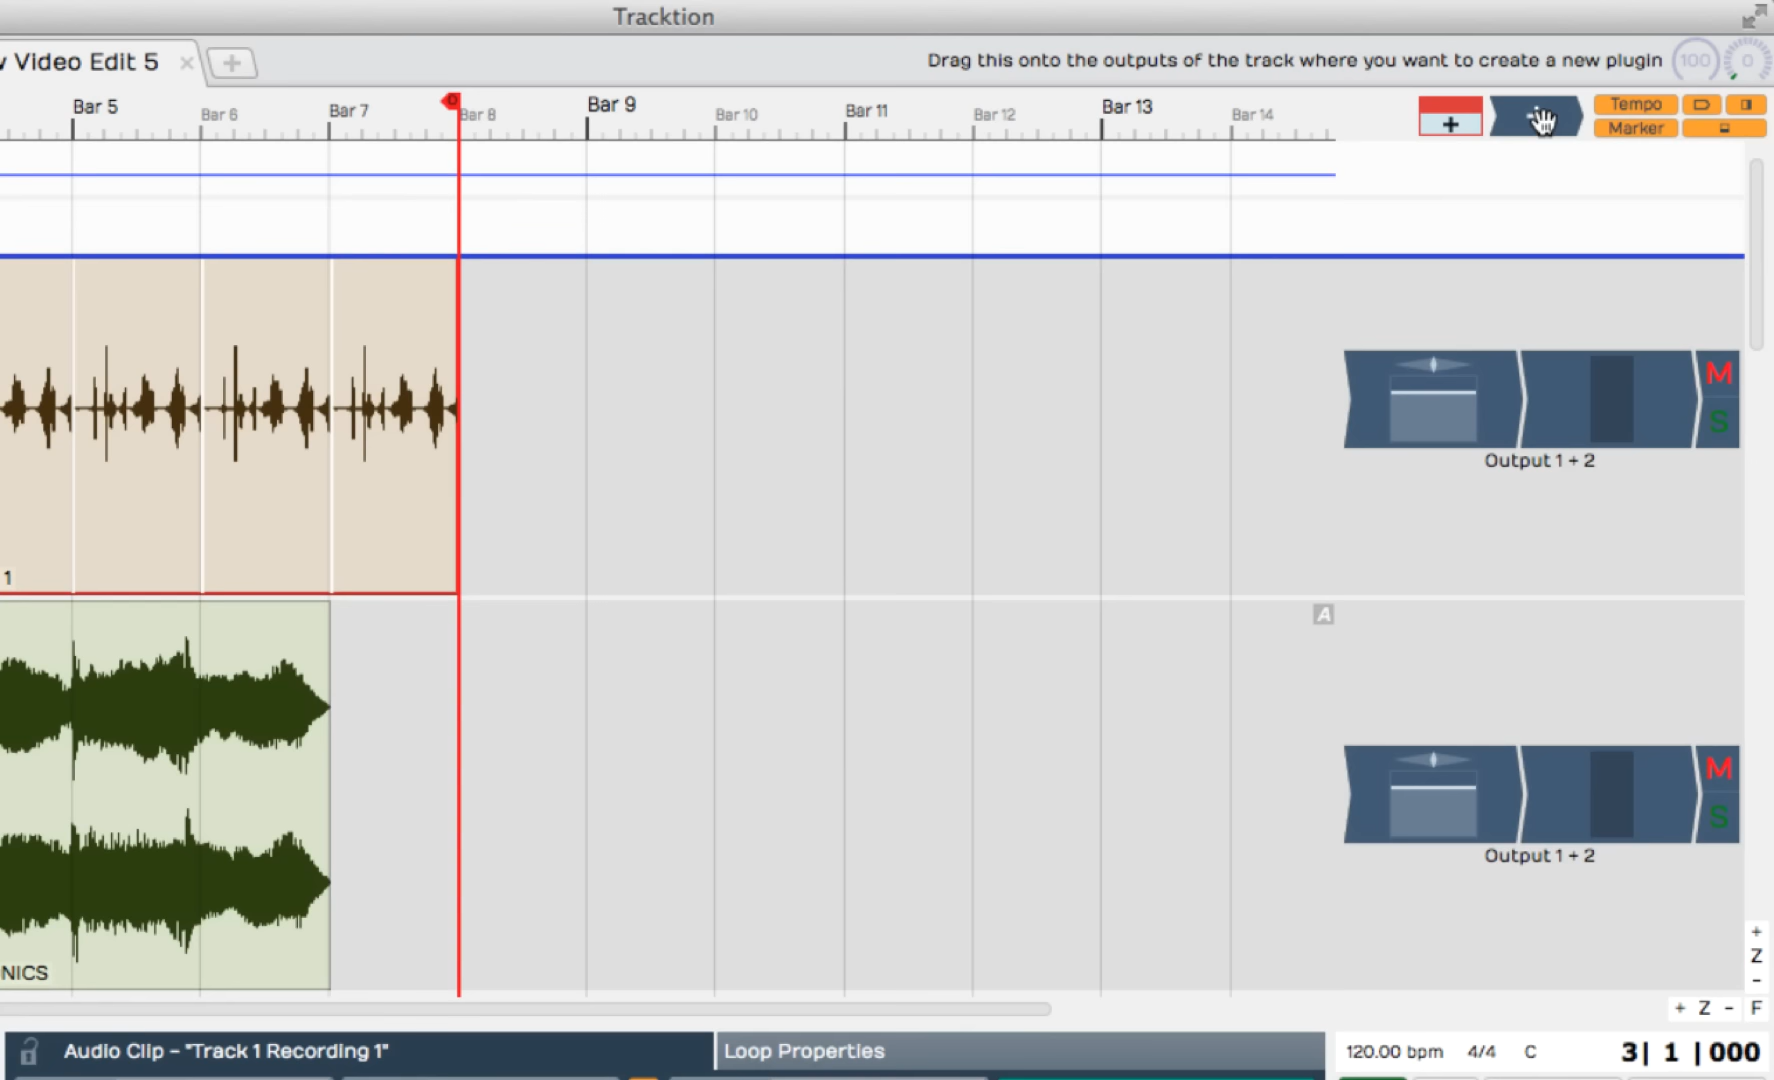 Tracktion
v Video Edit 5
Drag this onto the outputs of the track where you want to create a new plugin
100
0
Bar 5
Bar 6
Bar 7
Bar 8
Bar 9
Bar 10
Bar 11
Bar 12
Bar 13
Bar 14
+
Tempo
Marker
M
S
Output 1 + 2
1
A
M
S
Output 1 + 2
NICS
+
Z
-
+ Z - F
Audio Clip - "Track 1 Recording 1"
Loop Properties
120.00 bpm 4/4 C 3| 1 |000